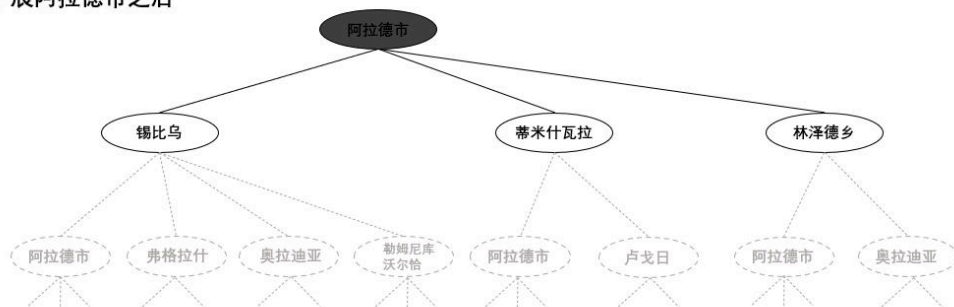 展阿拉德市之后
阿拉德市
锡比乌
蒂米什瓦拉
林泽德乡
阿拉德市
弗格拉什
奥拉迪亚
勒姆尼库
沃尔恰
阿拉德市
卢戈日
阿拉德市
奥拉迪亚